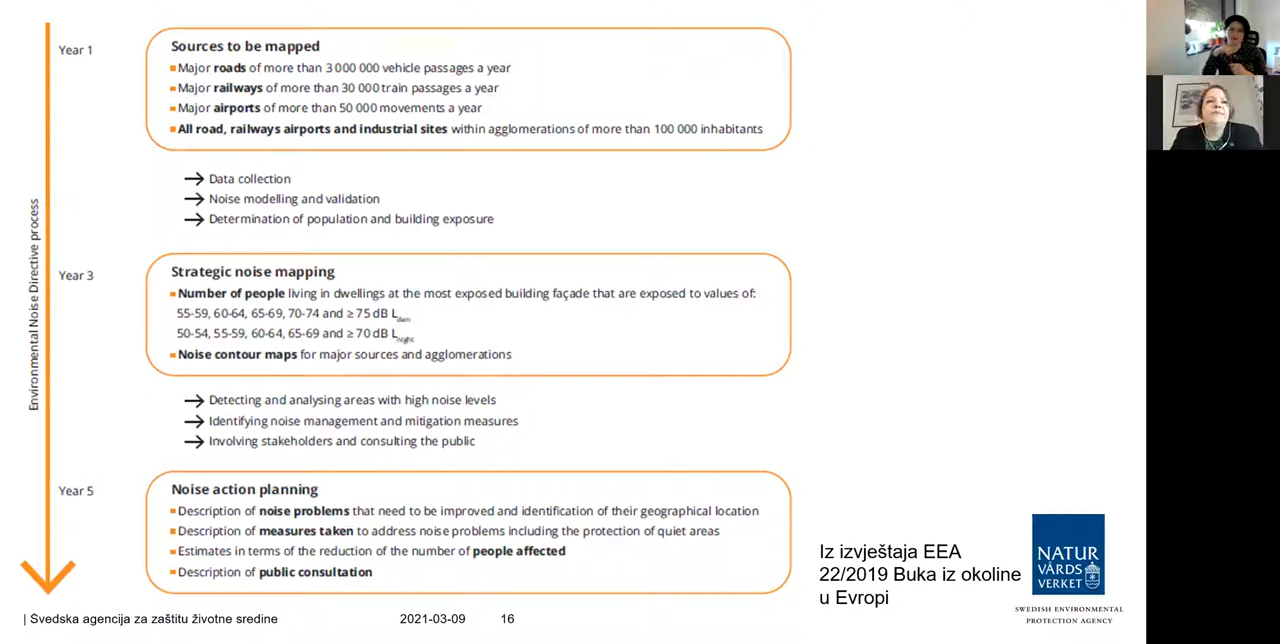 Environmental Noise Directive process
Year 1
Sources to be mapped
Major roads of more than 3 000 000 vehicle passages a year
Major railways of more than 30 000 train passages a year
Major airports of more than 50 000 movements a year
All road, railways airports and industrial sites within agglomerations of more than 100 000 inhabitants
→ Data collection
→ Noise modelling and validation
→ Determination of population and building exposure
Year 3
Strategic noise mapping
Number of people living in dwellings at the most exposed building façade that are exposed to values of:
55-59, 60-64, 65-69, 70-74 and ≥ 75 dB Lden
50-54, 55-59, 60-64, 65-69 and ≥ 70 dB Lnight
Noise contour maps for major sources and agglomerations
→ Detecting and analysing areas with high noise levels
→ Identifying noise management and mitigation measures
→ Involving stakeholders and consulting the public
Year 5
Noise action planning
Description of noise problems that need to be improved and identification of their geographical location
Description of measures taken to address noise problems including the protection of quiet areas
Estimates in terms of the reduction of the number of people affected
Description of public consultation
Iz izvještaja EEA
22/2019 Buka iz okoline
u Evropi
NATUR
VÅRDS
VERKET
SWEDISH ENVIRONMENTAL
PROTECTION AGENCY
| Švedska agencija za zaštitu životne sredine
2021-03-09
16